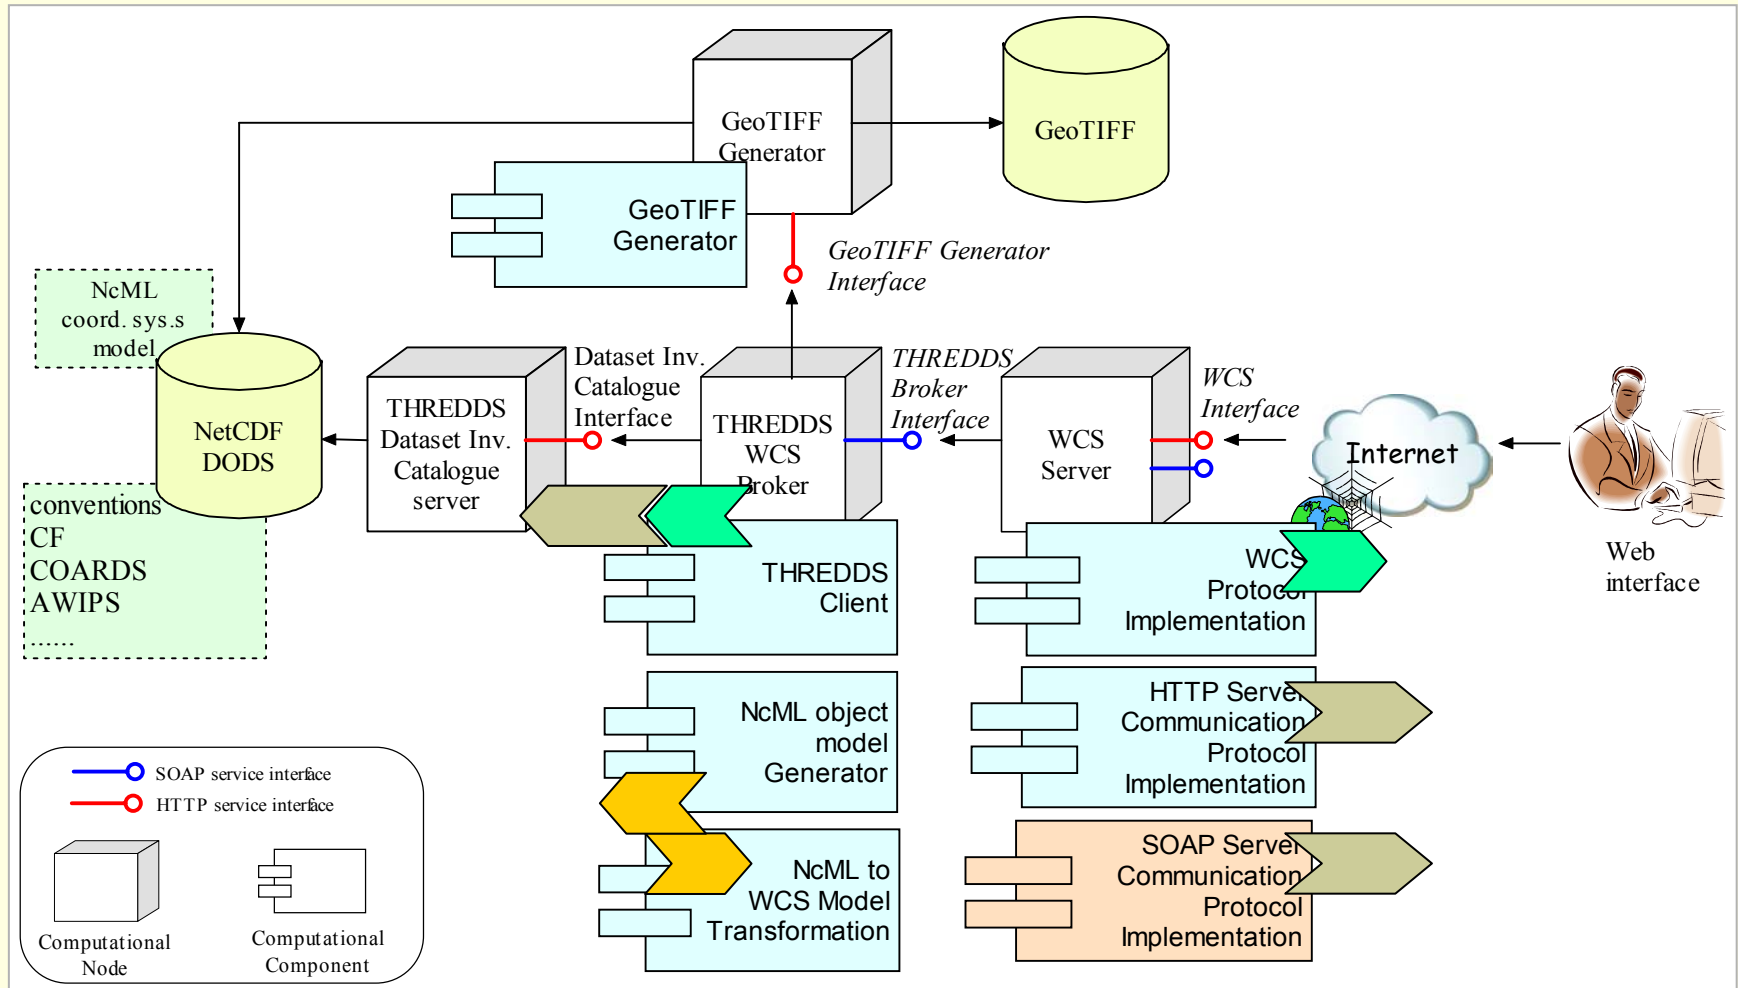 GeoTIFF
Generator
GeoTIFF
GeoTIFF
Generator
GeoTIFF Generator
Interface
NcML
coord. sys.s
model
NetCDF
DODS
conventions
CF
COARDS
AWIPS
......
THREDDS
Dataset Inv.
Catalogue
server
Dataset Inv.
Catalogue
Interface
THREDDS
WCS
Broker
THREDDS
Broker
Interface
WCS
Server
WCS
Interface
Internet
Web
interface
THREDDS
Client
NcML object
model
Generator
NcML to
WCS Model
Transformation
WCS
Protocol
Implementation
HTTP Server
Communication
Protocol
Implementation
SOAP Server
Communication
Protocol
Implementation
SOAP service interface
HTTP service interface
Computational
Node
Computational
Component